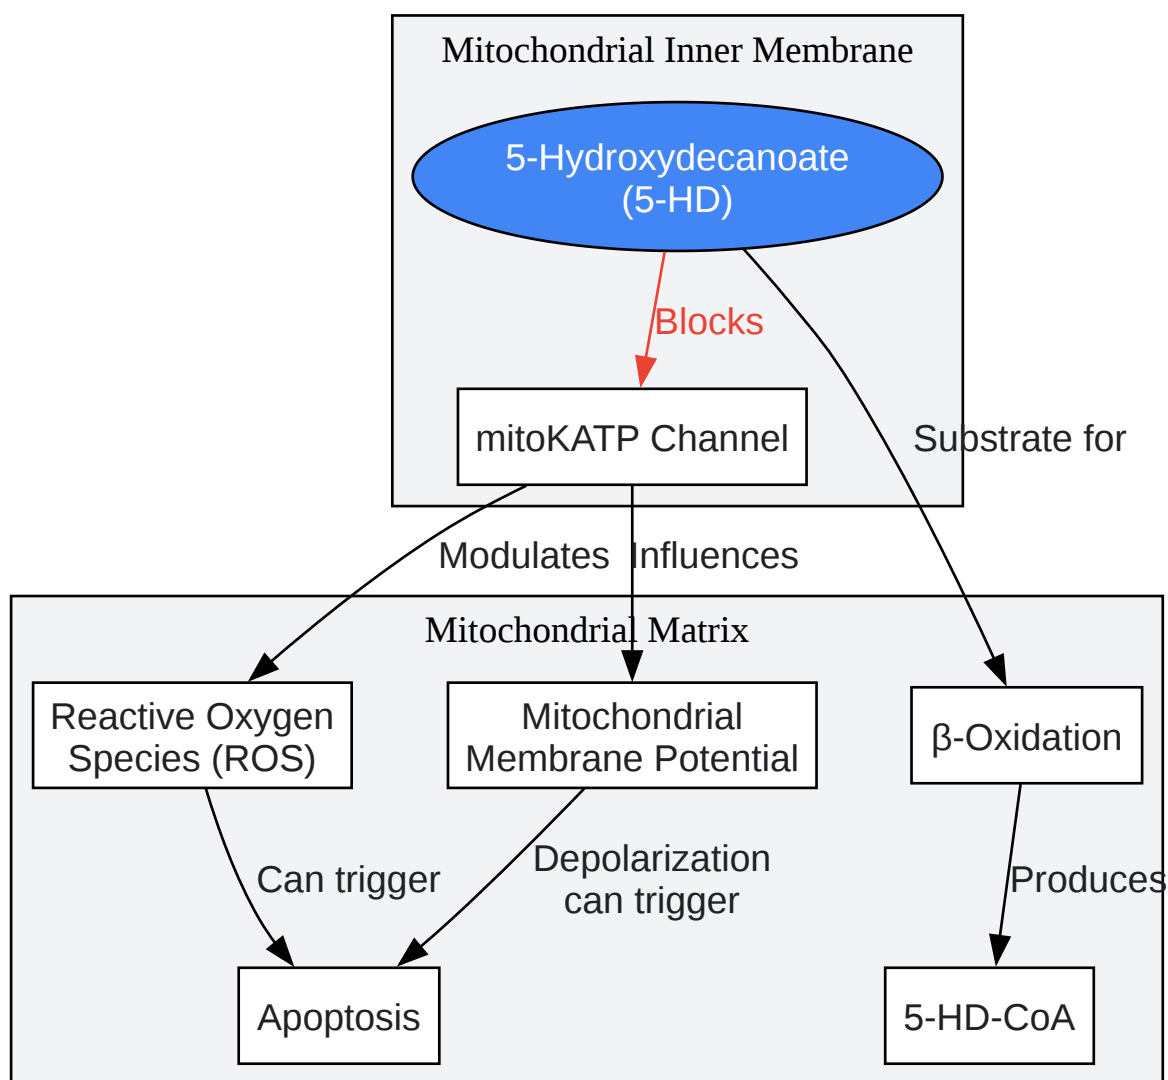 Mitochondrial Inner Membrane
5-Hydroxydecanoate
(5-HD)
Blocks
mitoKATP Channel
Substrate for
Modulates
Influences
Mitochondrial Matrix
Reactive Oxygen
Species (ROS)
Mitochondrial
Membrane Potential
β-Oxidation
Can trigger
Depolarization
can trigger
Produces
Apoptosis
5-HD-CoA